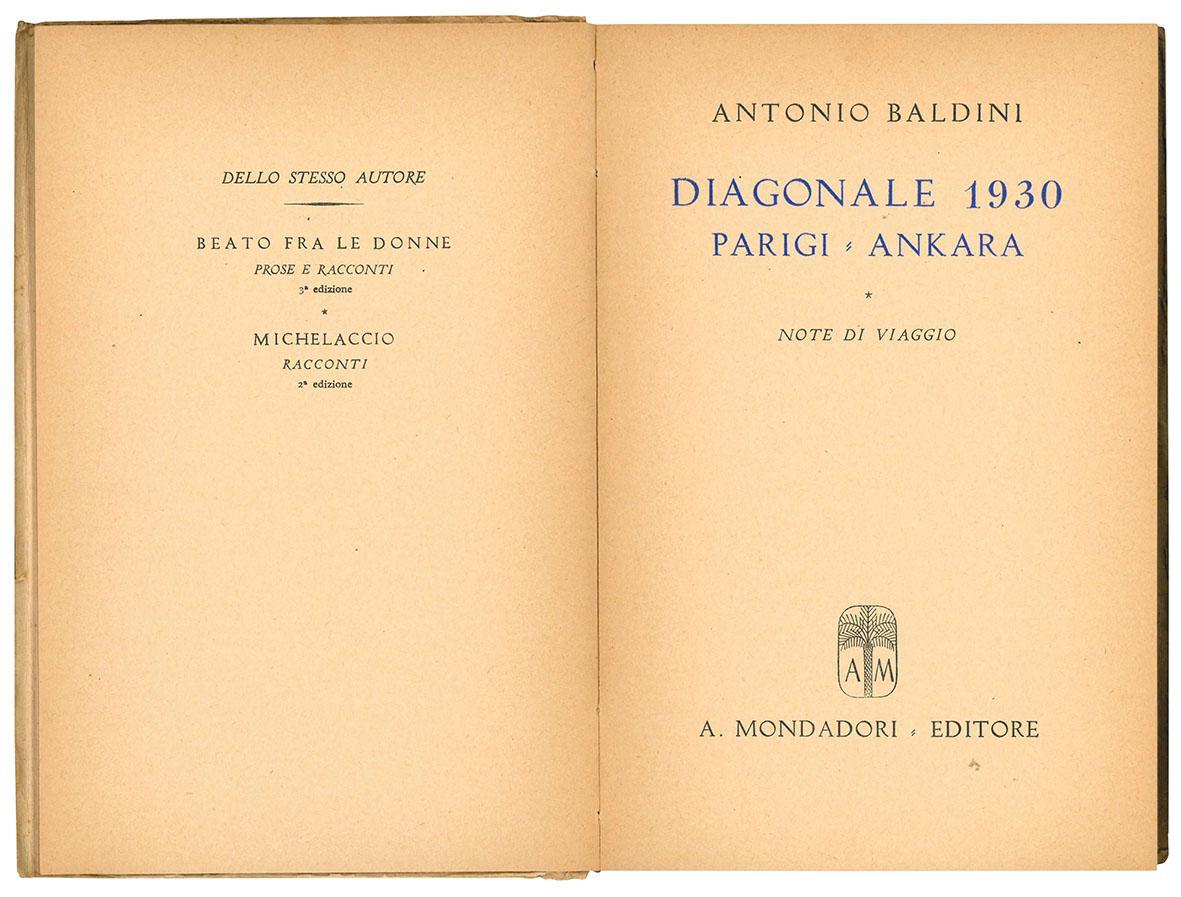 DELLO STESSO AUTORE
BEATO FRA LE DONNE
PROSE E RACCONTI
3ª edizione
*
MICHELACCIO
RACCONTI
2ª edizione
ANTONIO BALDINI
DIAGONALE 1930
PARIGI - ANKARA
*
NOTE DI VIAGGIO
A M
A. MONDADORI - EDITORE